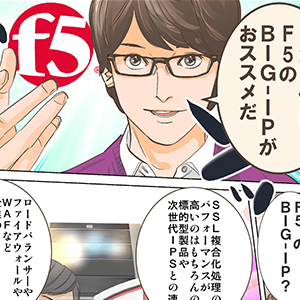 f5
F5の
BIG-IPが
おススメだ
F5の
BIG-IP?
SSL複合化処理の
パフォーマンスが
高いのはもちろんの
標的型製品や
次世代IPSとの連
ロードバランサーや
ファイアウォールや
WAFなど